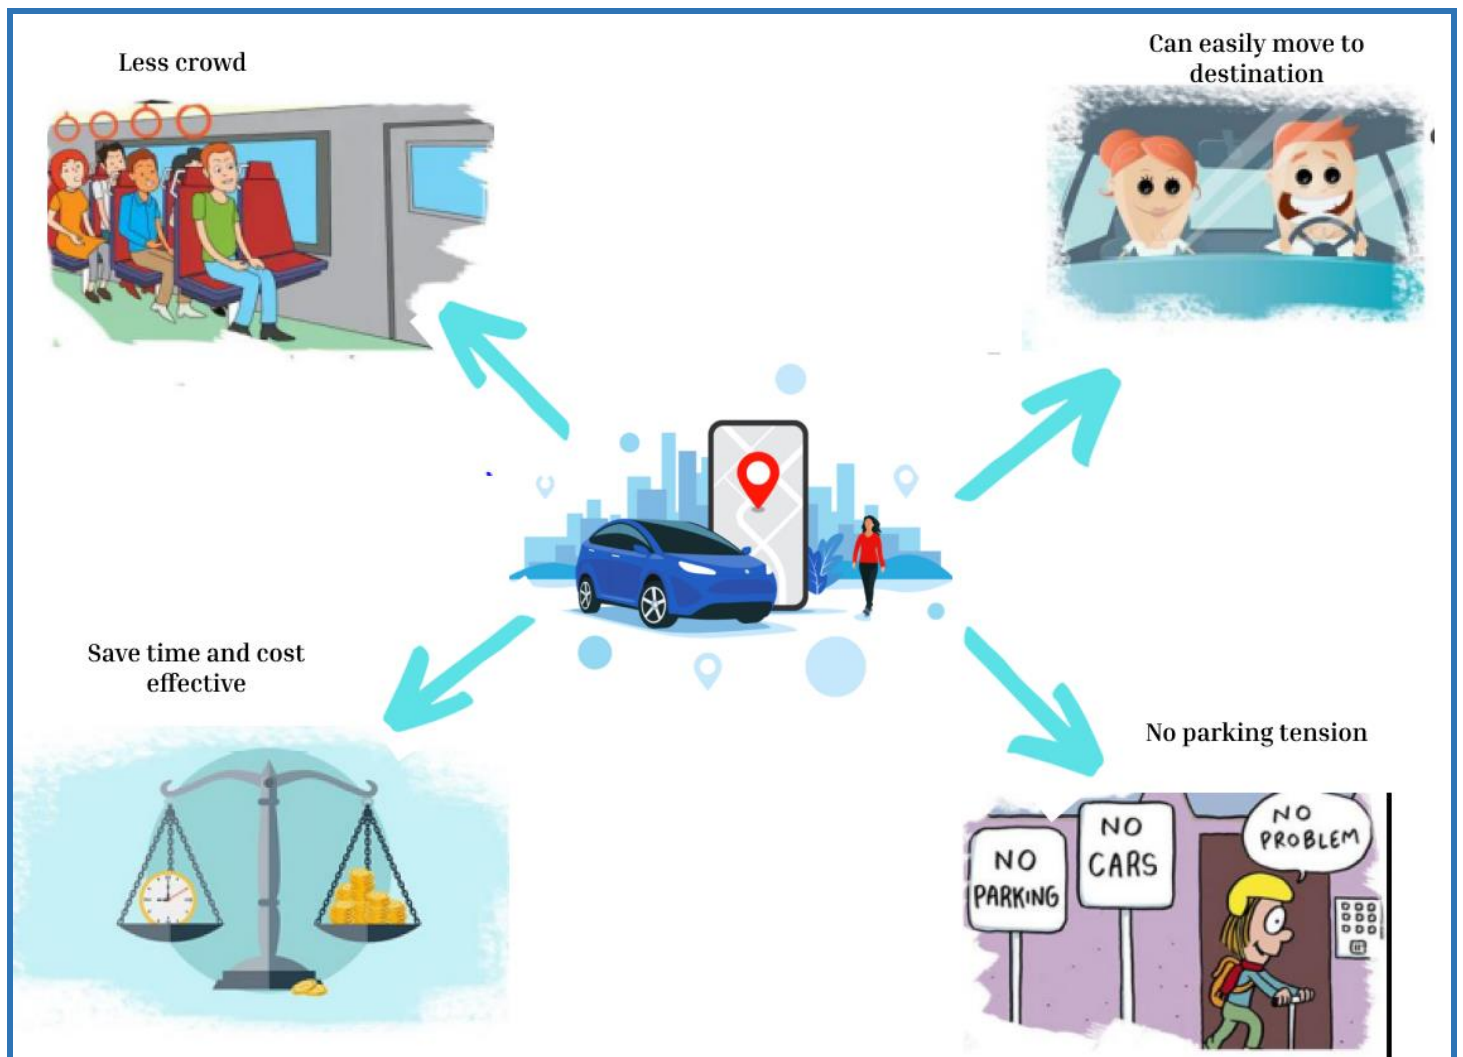 Less crowd
Can easily move to
destination
Save time and cost
effective
No parking tension
NO
PARKING
NO
CARS
NO
PROBLEM